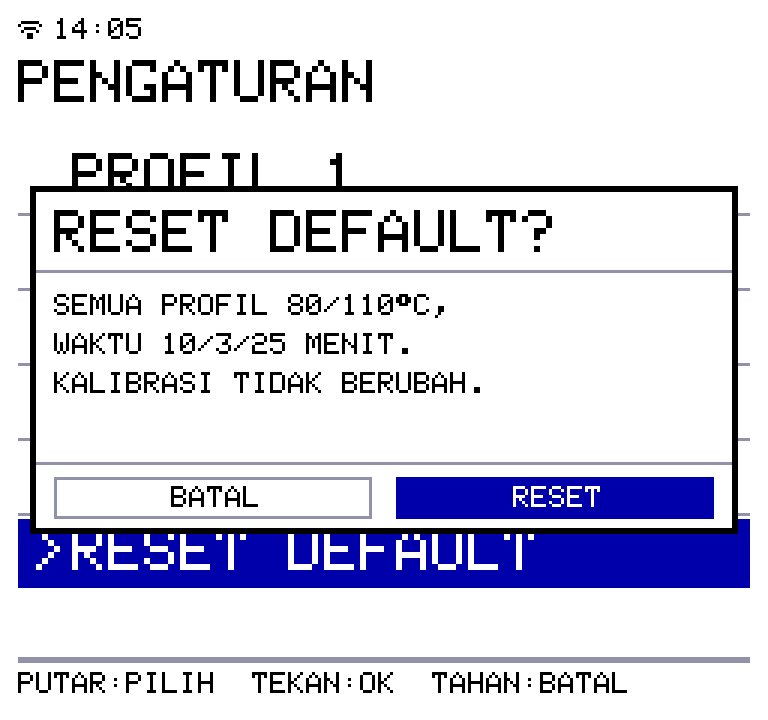 14:05
PENGATURAN
PROFIL 1
RESET DEFAULT?
SEMUA PROFIL 80/110°C,
WAKTU 10/3/25 MENIT.
KALIBRASI TIDAK BERUBAH.
BATAL RESET
>RESET DEFAULT
PUTAR:PILIH TEKAN:OK TAHAN:BATAL